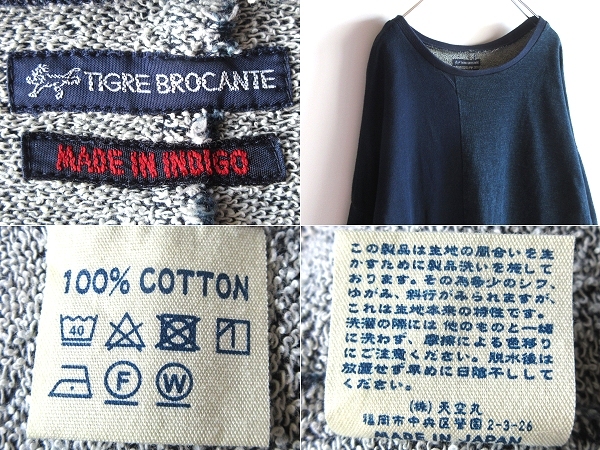 TIGRE BROCANTE
MADE IN INDIGO
100% COTTON
40
F
W
この製品は生地の風合いを生
かすために製品洗いを施して
おります。その為多少のシワ、
ゆがみ、斜行がみられますが、
これは生地本来の特性です。
洗濯の際には他のものと一緒
に洗わず、摩擦による色移り
にご注意ください。脱水後は
放置せず早めに日陰干しして
ください。
(株)天空丸
福岡市中央区警固2-3-26
MADE IN JAPAN